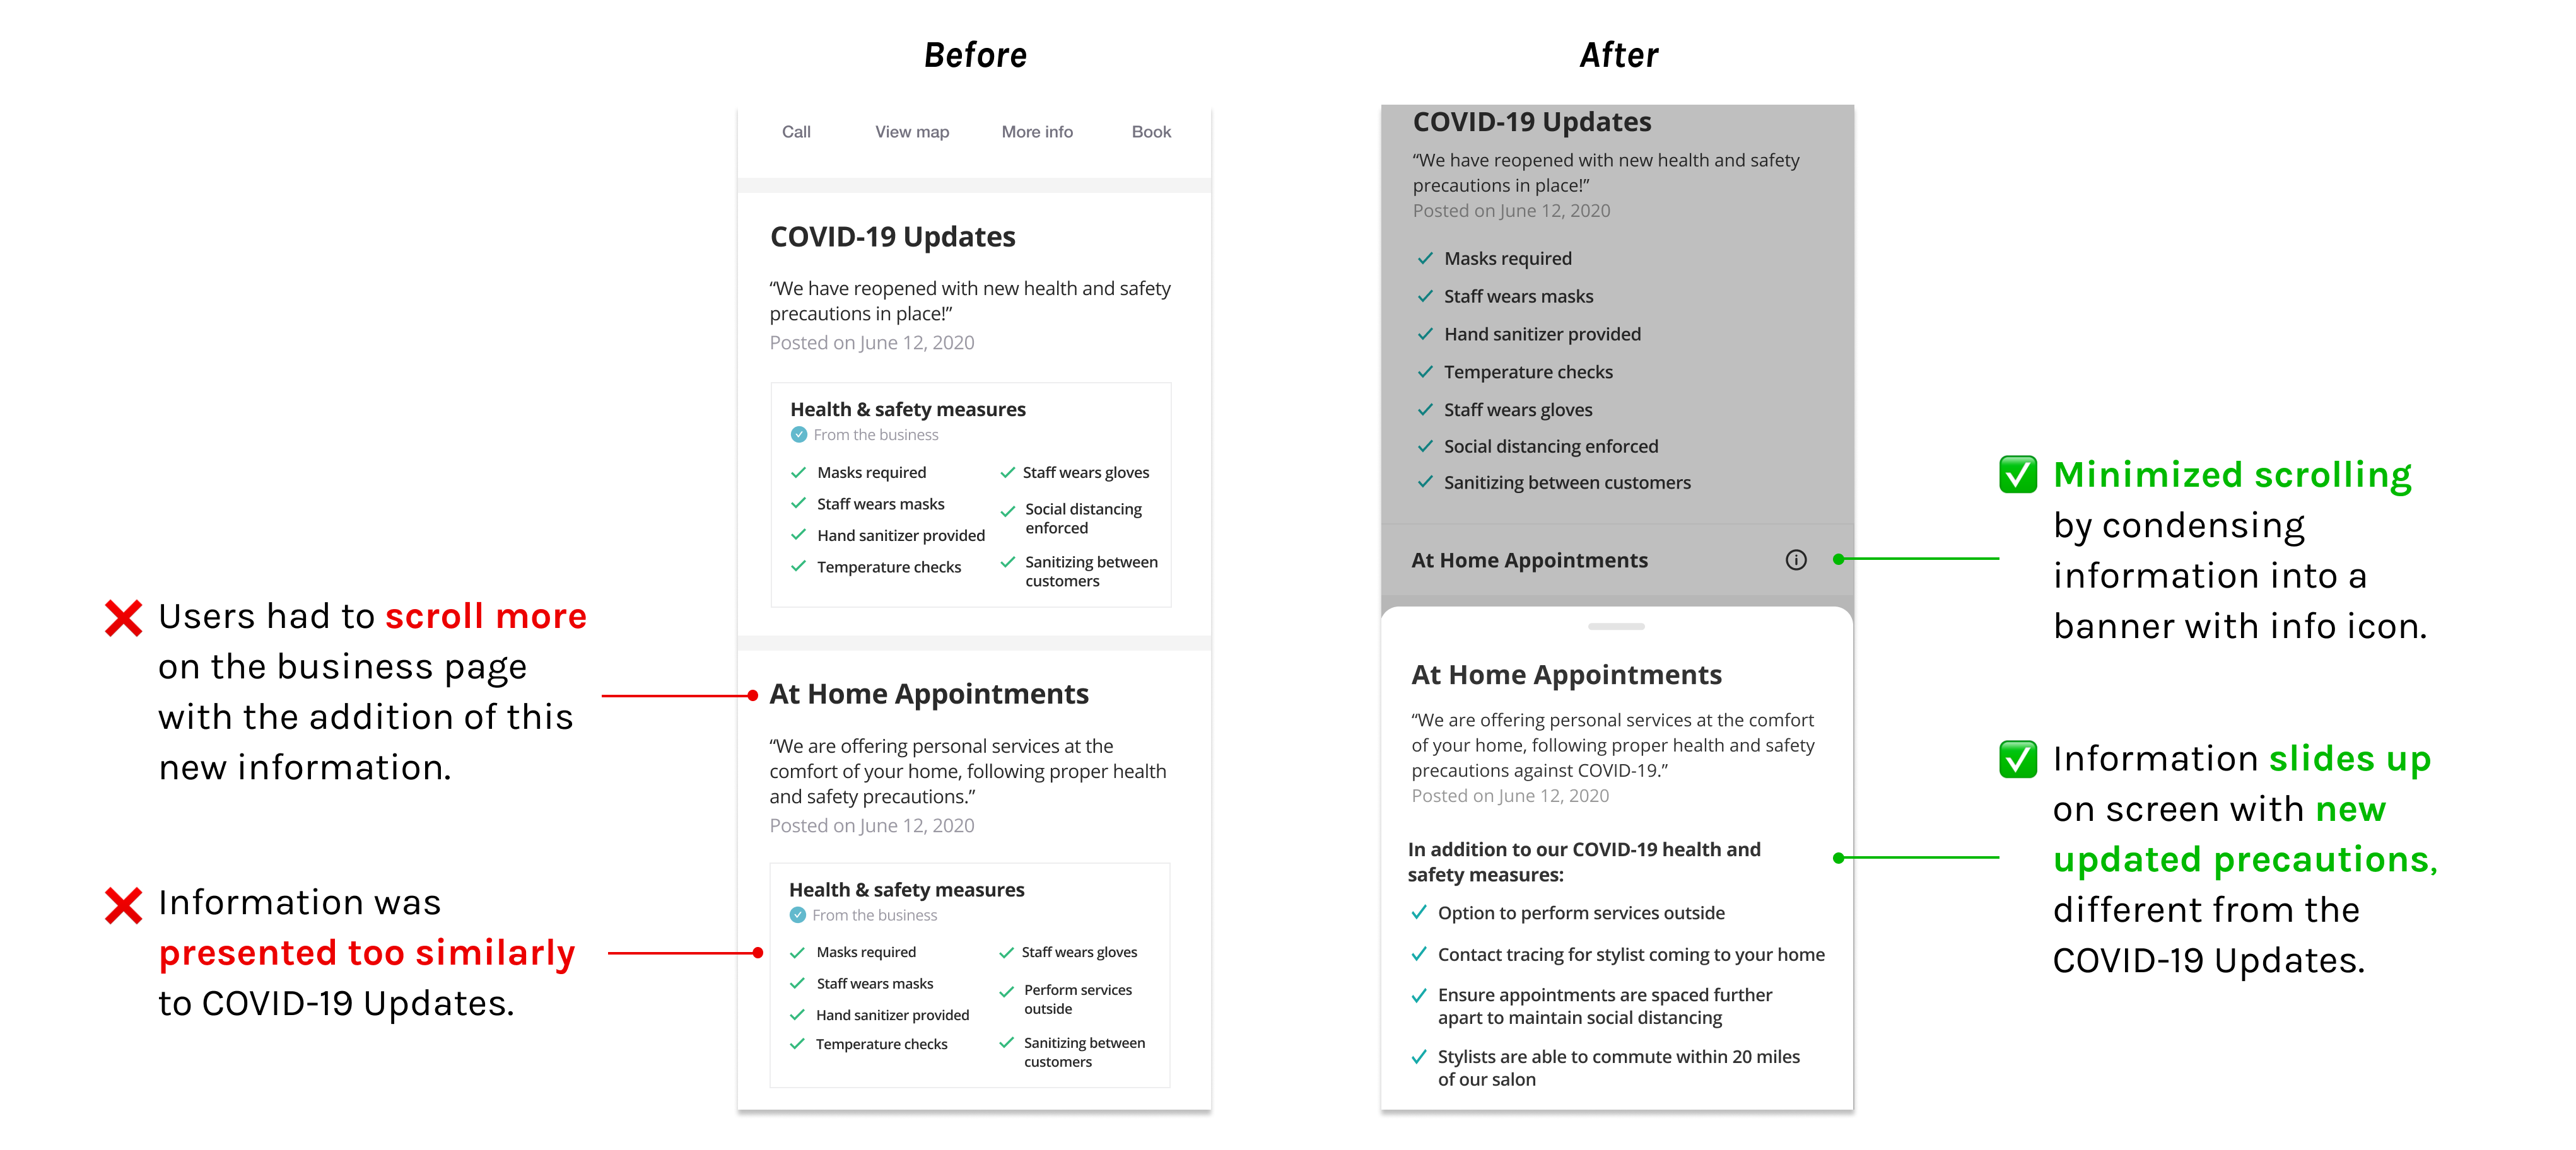 Before
After
Call
View map
More info
Book
COVID-19 Updates
“We have reopened with new health and safety
precautions in place!”
Posted on June 12, 2020
Health & safety measures
From the business
Masks required
Staff wears masks
Hand sanitizer provided
Temperature checks
Staff wears gloves
Social distancing
enforced
Sanitizing between
customers
At Home Appointments
“We are offering personal services at the
comfort of your home, following proper health
and safety precautions.”
Posted on June 12, 2020
Health & safety measures
From the business
Masks required
Staff wears masks
Hand sanitizer provided
Temperature checks
Staff wears gloves
Perform services
outside
Sanitizing between
customers
Users had to scroll more
on the business page
with the addition of this
new information.
Information was
presented too similarly
to COVID-19 Updates.
COVID-19 Updates
“We have reopened with new health and safety
precautions in place!”
Posted on June 12, 2020
Masks required
Staff wears masks
Hand sanitizer provided
Temperature checks
Staff wears gloves
Social distancing enforced
Sanitizing between customers
At Home Appointments
At Home Appointments
“We are offering personal services at the comfort
of your home, following proper health and safety
precautions against COVID-19.”
Posted on June 12, 2020
In addition to our COVID-19 health and
safety measures:
Option to perform services outside
Contact tracing for stylist coming to your home
Ensure appointments are spaced further
apart to maintain social distancing
Stylists are able to commute within 20 miles
of our salon
Minimized scrolling
by condensing
information into a
banner with info icon.
Information slides up
on screen with new
updated precautions,
different from the
COVID-19 Updates.